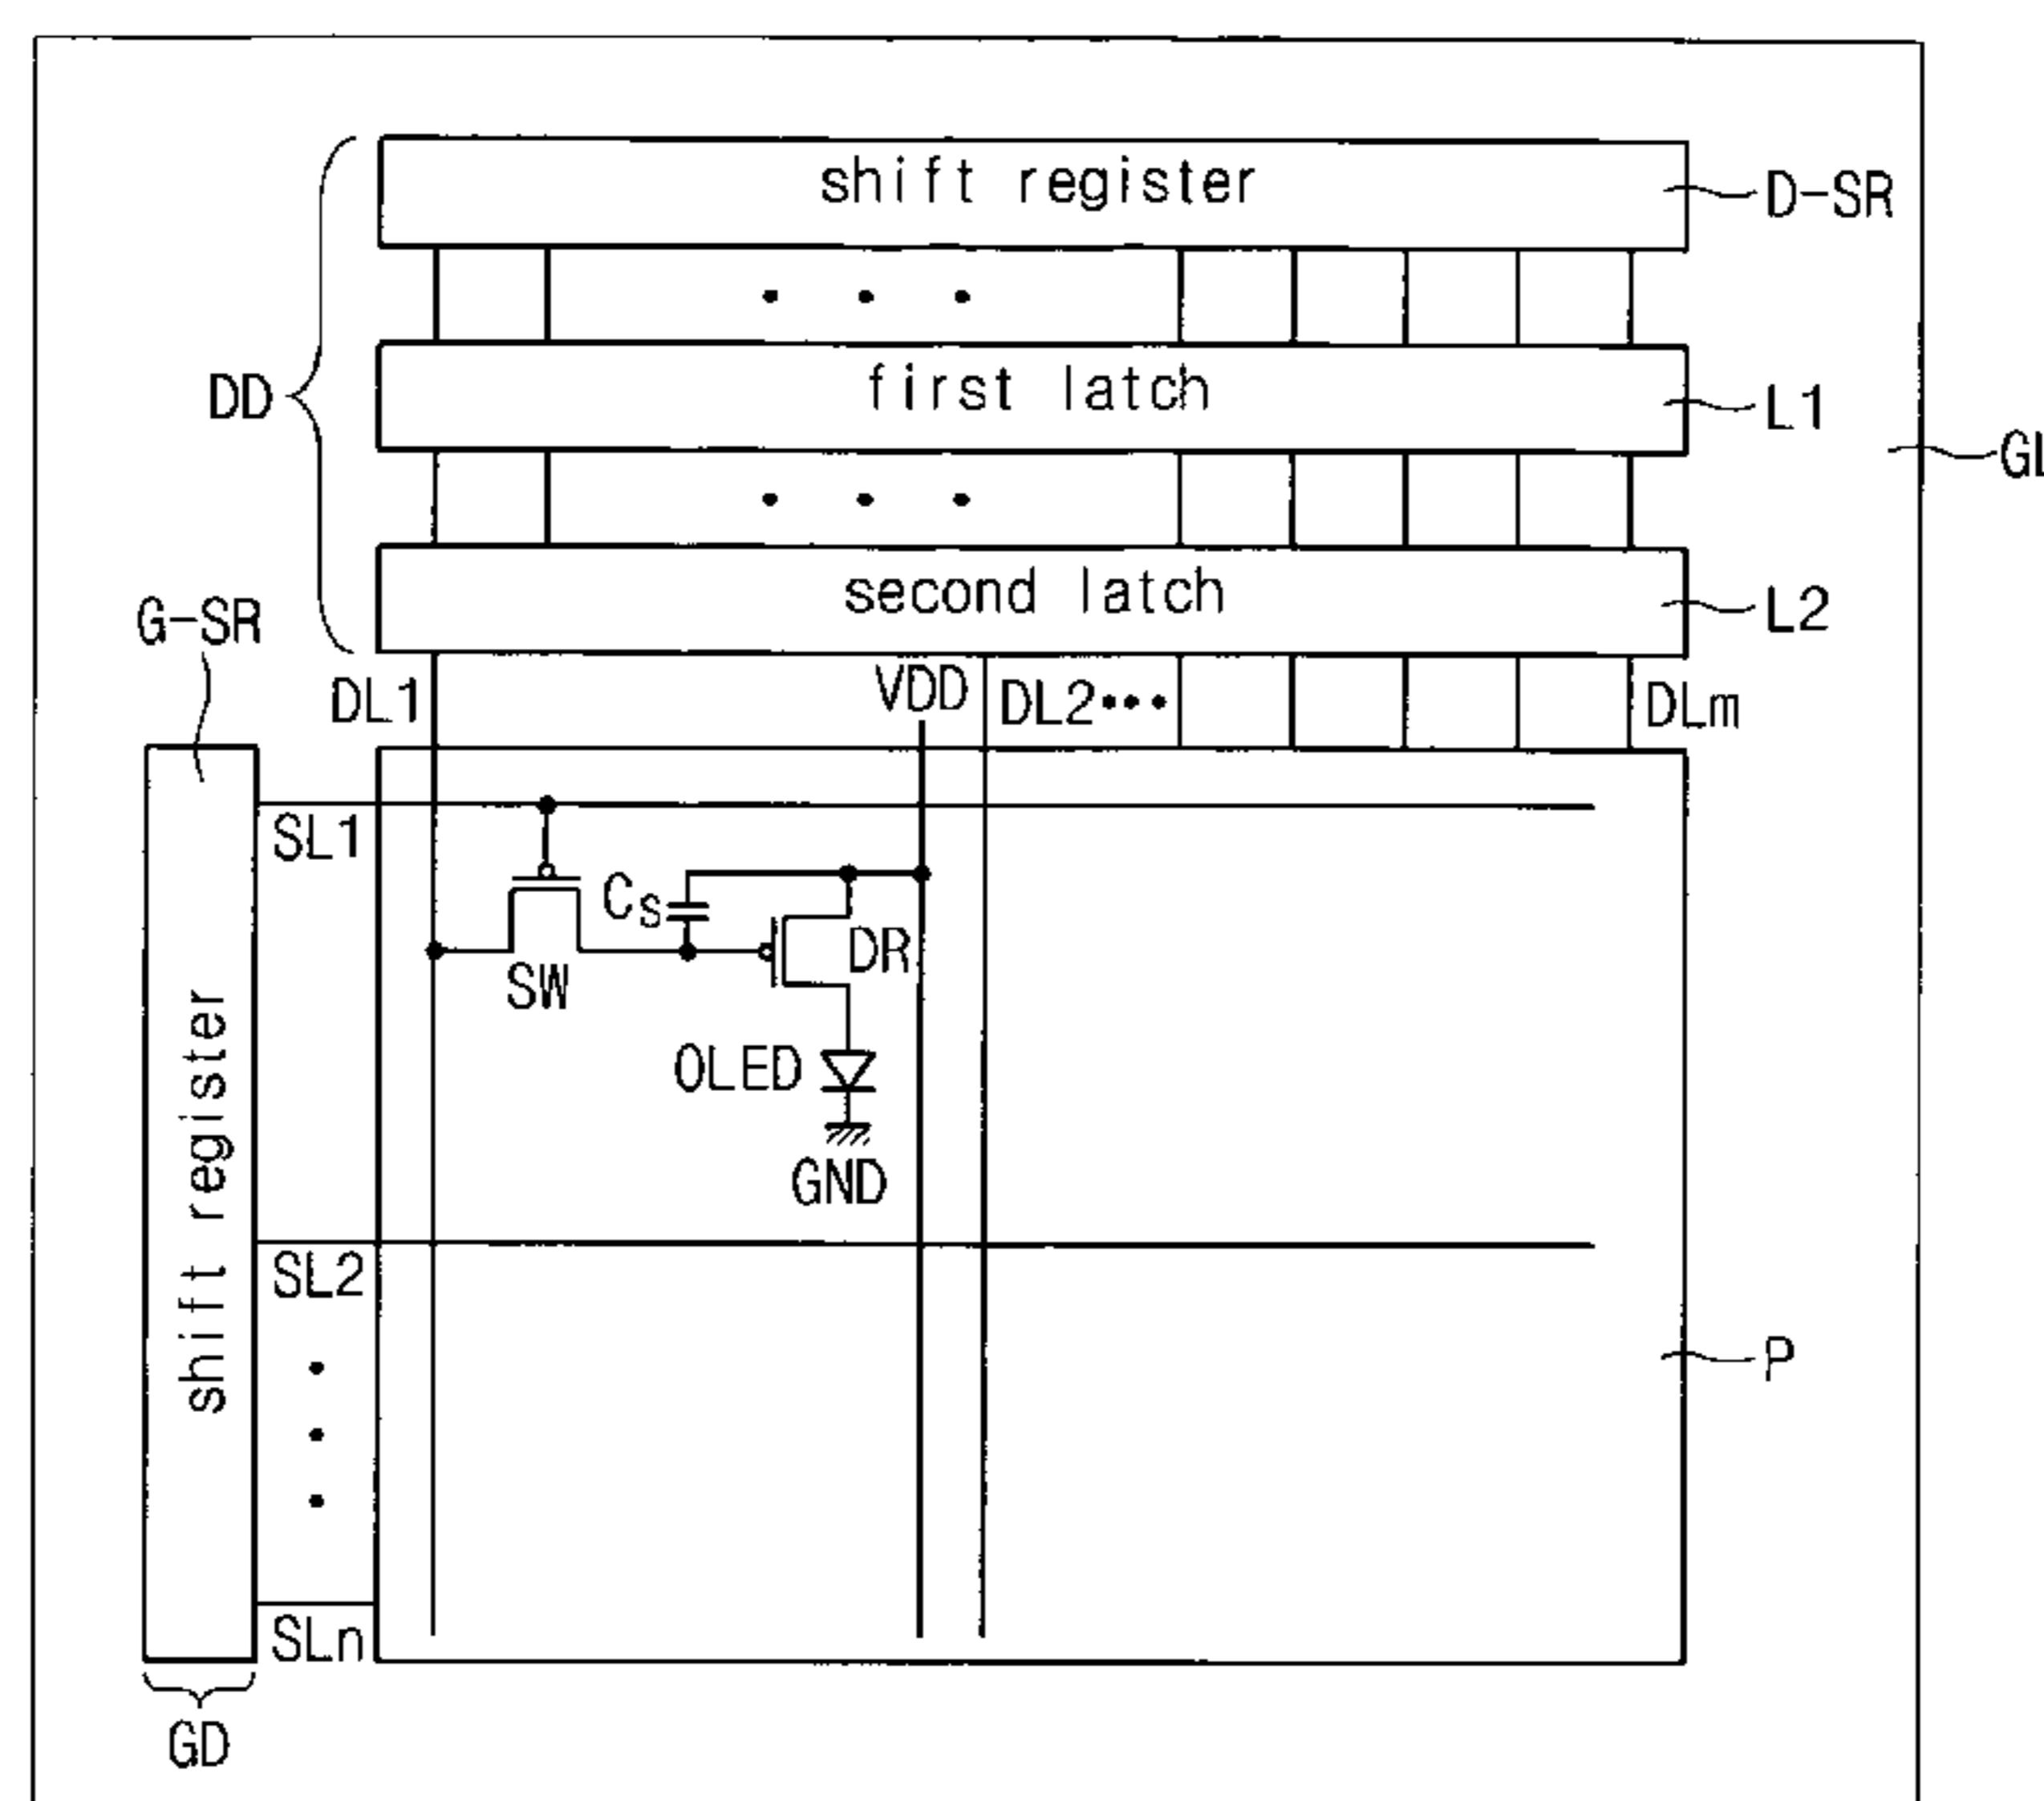 shift register
D-SR
DD
first latch
L1
GL
second latch
L2
G-SR
DL1
VDD
DL2•••
DLm
SL1
Cs
DR
SW
OLED
GND
shift register
SL2
P
SLn
GD